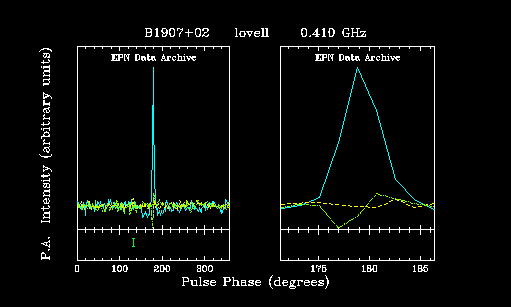 B1907+02 lovell 0.410 GHz
EPN Data Archive EPN Data Archive
P.A. Intensity (arbitrary units)
0 100 200 300 175 180 185
Pulse Phase (degrees)